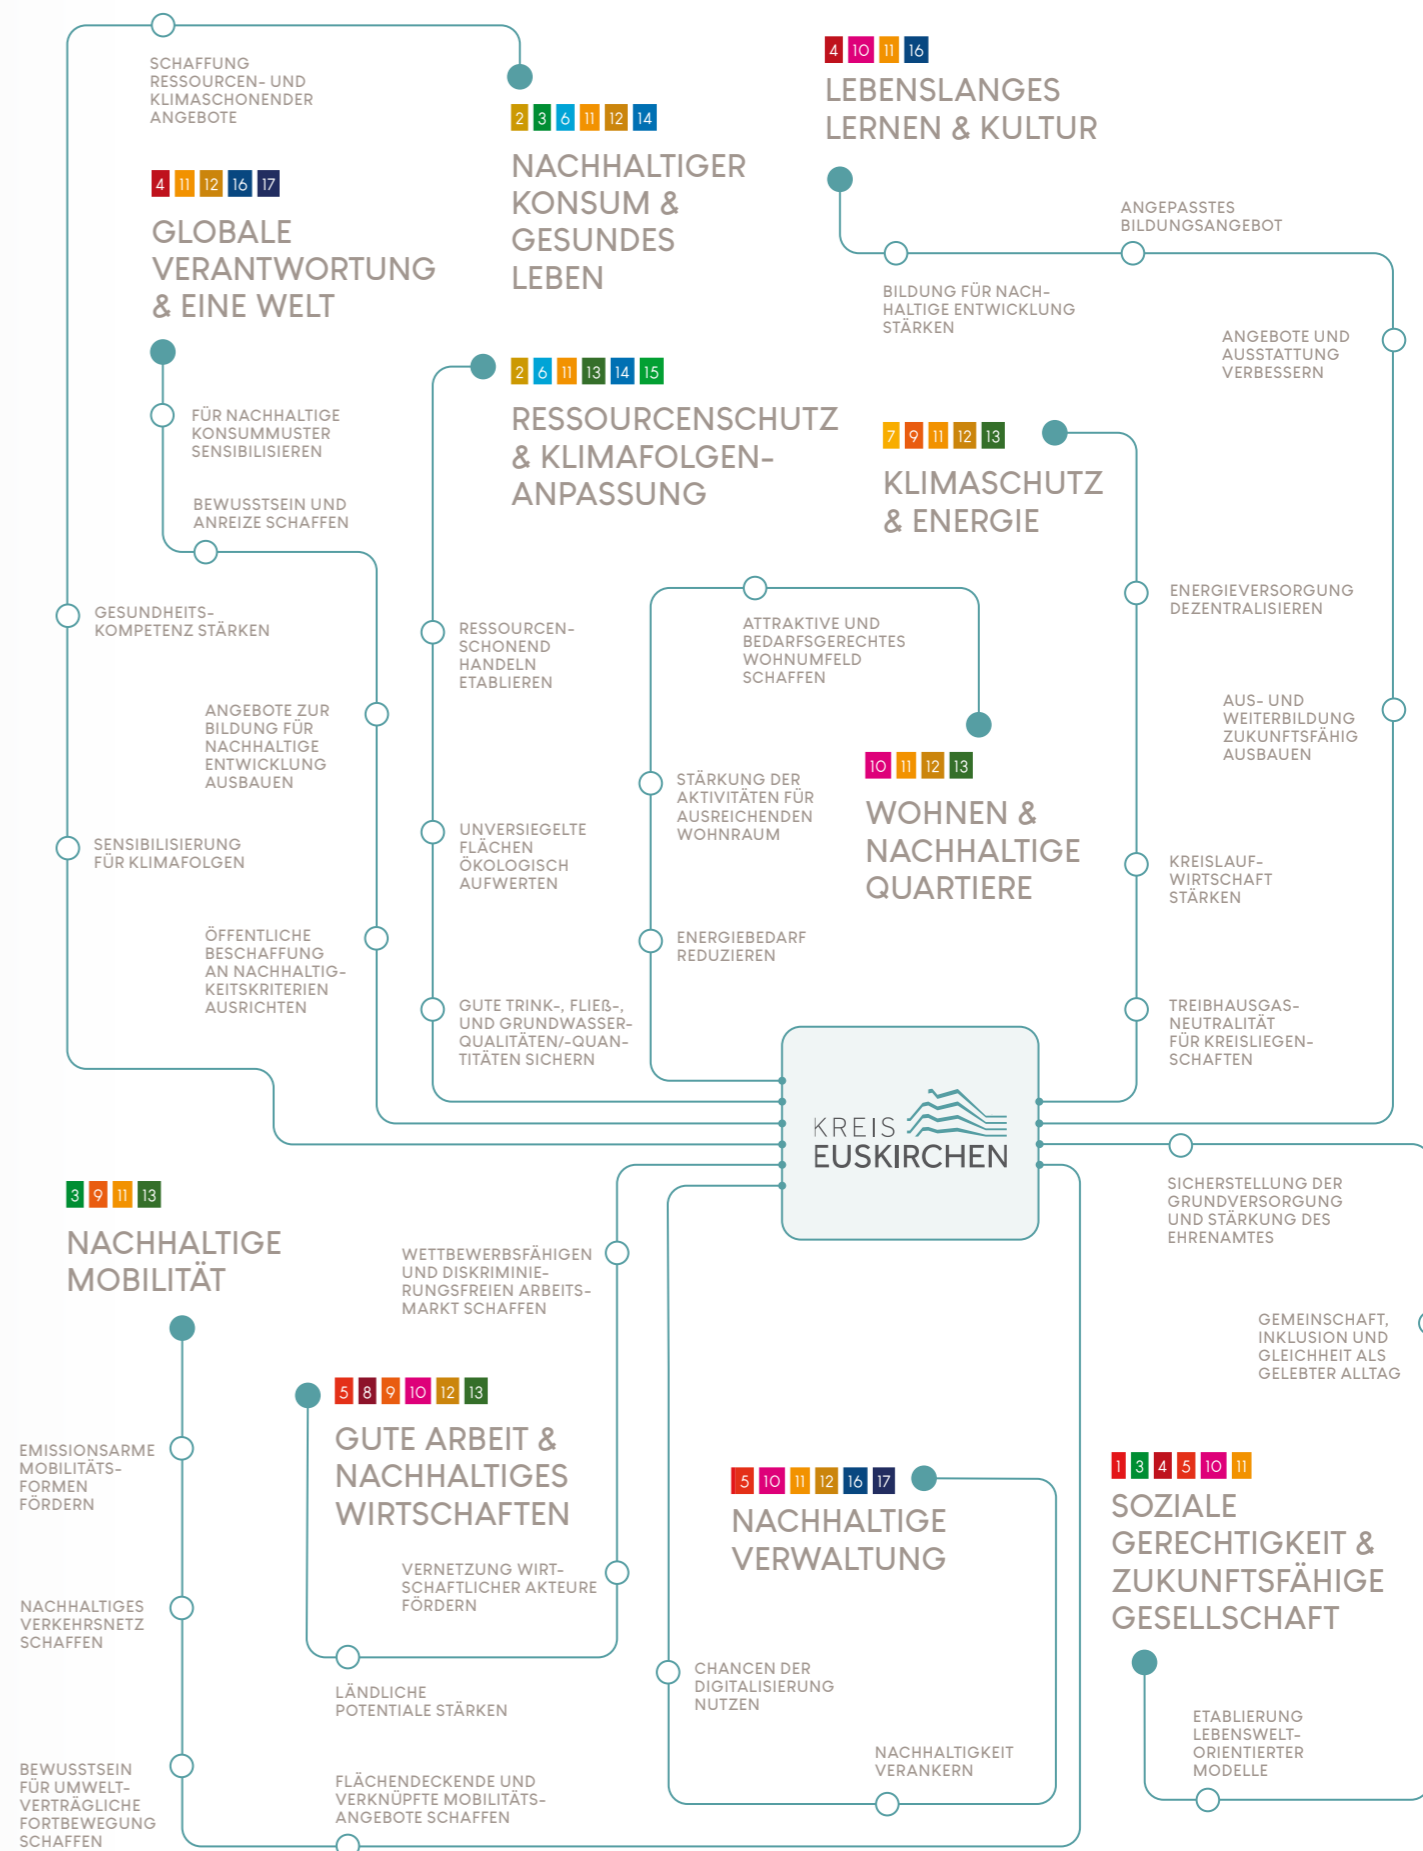 SCHAFFUNG
RESSOURCEN- UND
KLIMASCHONENDER
ANGEBOTE
2 3 6 11 12 14
NACHHALTIGER
KONSUM &
GESUNDES
LEBEN
4 10 11 16
LEBENSLANGES
LERNEN & KULTUR
ANGEPASSTES
BILDUNGSANGEBOT
BILDUNG FÜR NACH-
HALTIGE ENTWICKLUNG
STÄRKEN
ANGEBOTE UND
AUSSTATTUNG
VERBESSERN
4 11 12 16 17
GLOBALE
VERANTWORTUNG
& EINE WELT
FÜR NACHHALTIGE
KONSUMMUSTER
SENSIBILISIEREN
BEWUSSTSEIN UND
ANREIZE SCHAFFEN
2 6 11 13 14 15
RESSOURCENSCHUTZ
& KLIMAFOLGEN-
ANPASSUNG
7 9 11 12 13
KLIMASCHUTZ
& ENERGIE
GESUNDHEITS-
KOMPETENZ STÄRKEN
RESSOURCEN-
SCHONEND
HANDELN
ETABLIEREN
ATTRAKTIVE UND
BEDARFSGERECHTES
WOHNUMFELD
SCHAFFEN
ENERGIEVERSORGUNG
DEZENTRALISIEREN
ANGEBOTE ZUR
BILDUNG FÜR
NACHHALTIGE
ENTWICKLUNG
AUSBAUEN
AUS- UND
WEITERBILDUNG
ZUKUNFTSFÄHIG
AUSBAUEN
STÄRKUNG DER
AKTIVITÄTEN FÜR
AUSREICHENDEN
WOHNRAUM
10 11 12 13
WOHNEN &
NACHHALTIGE
QUARTIERE
SENSIBILISIERUNG
FÜR KLIMAFOLGEN
UNVERSIEGELTE
FLÄCHEN
ÖKOLOGISCH
AUFWERTEN
KREISLAUF-
WIRTSCHAFT
STÄRKEN
ÖFFENTLICHE
BESCHAFFUNG
AN NACHHALTIG-
KEITSKRITERIEN
AUSRICHTEN
ENERGIEBEDARF
REDUZIEREN
GUTE TRINK-, FLIEß-,
UND GRUNDWASSER-
QUALITÄTEN/-QUAN-
TITÄTEN SICHERN
TREIBHAUSGAS-
NEUTRALITÄT
FÜR KREISLIEGEN-
SCHAFTEN
KREIS
EUSKIRCHEN
3 9 11 13
NACHHALTIGE
MOBILITÄT
WETTBEWERBSFÄHIGEN
UND DISKRIMINIE-
RUNGSFREIEN ARBEITS-
MARKT SCHAFFEN
SICHERSTELLUNG DER
GRUNDVERSORGUNG
UND STÄRKUNG DES
EHRENAMTES
GEMEINSCHAFT,
INKLUSION UND
GLEICHHEIT ALS
GELEBTER ALLTAG
5 8 9 10 12 13
GUTE ARBEIT &
NACHHALTIGES
WIRTSCHAFTEN
EMISSIONSARME
MOBILITÄTS-
FORMEN
FÖRDERN
5 10 11 12 16 17
NACHHALTIGE
VERWALTUNG
1 3 4 5 10 11
SOZIALE
GERECHTIGKEIT &
ZUKUNFTSFÄHIGE
GESELLSCHAFT
VERNETZUNG WIRT-
SCHAFTLICHER AKTEURE
FÖRDERN
NACHHALTIGES
VERKEHRSNETZ
SCHAFFEN
LÄNDLICHE
POTENTIALE STÄRKEN
CHANCEN DER
DIGITALISIERUNG
NUTZEN
ETABLIERUNG
LEBENSWELT-
ORIENTIERTER
MODELLE
NACHHALTIGKEIT
VERANKERN
BEWUSSTSEIN
FÜR UMWELT-
VERTRÄGLICHE
FORTBEWEGUNG
SCHAFFEN
FLÄCHENDECKENDE UND
VERKNÜPFTE MOBILITÄTS-
ANGEBOTE SCHAFFEN